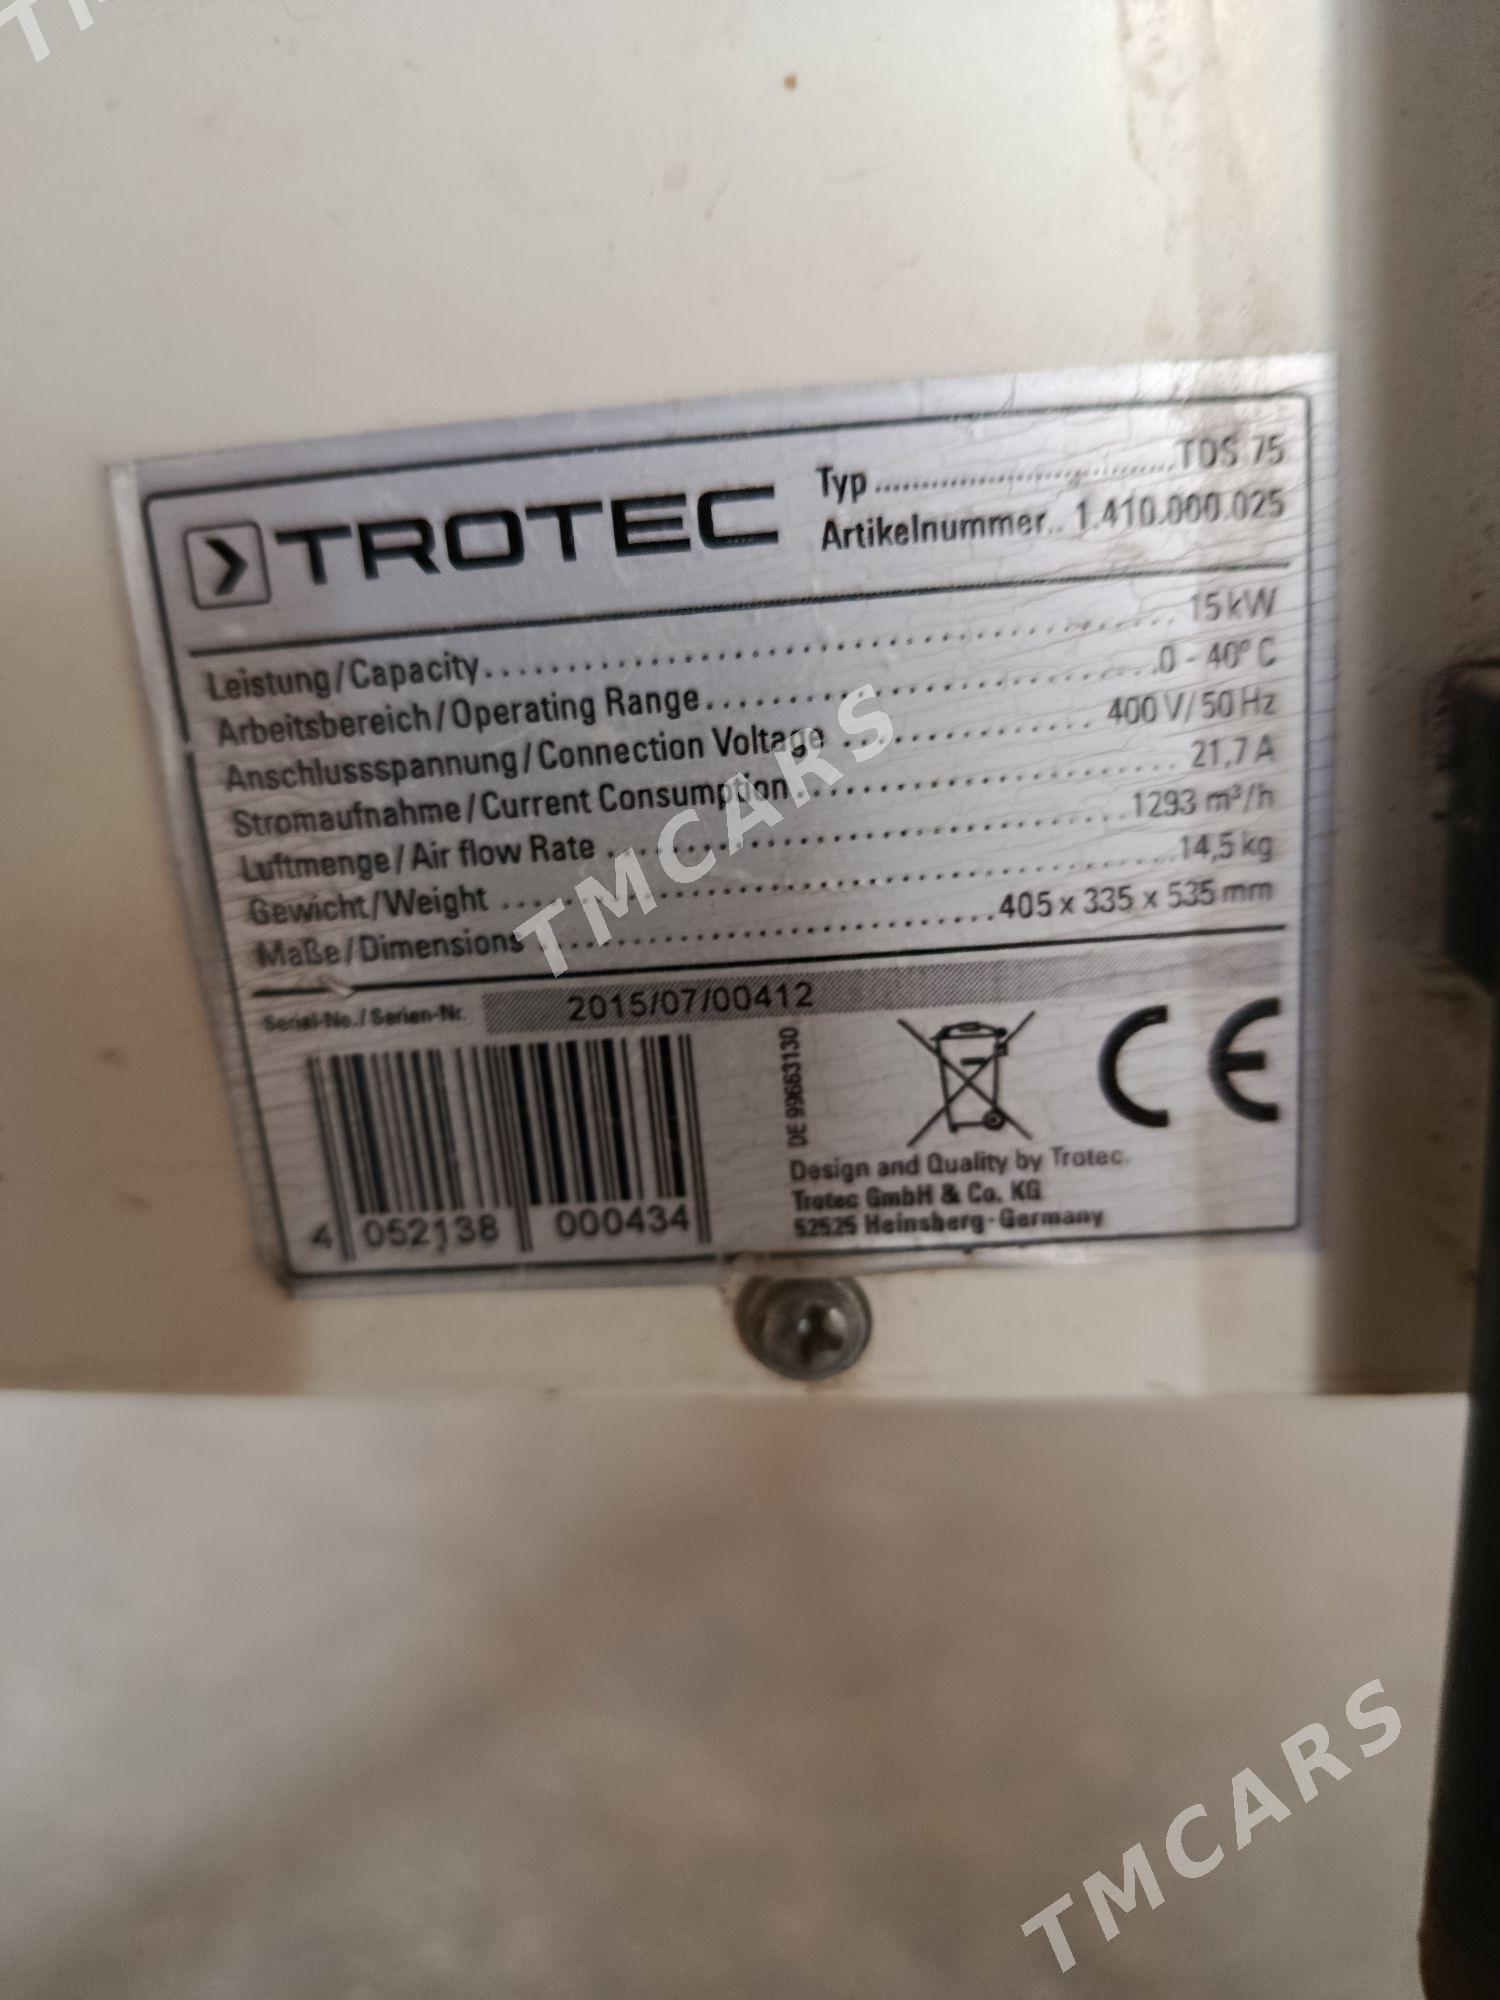 TROTEC
Typ ........ TDS 75
Artikelnummer.. 1.410.000.025
Leistung/Capacity ........ 15 kW
Arbeitsbereich/Operating Range ........ 0 - 40° C
Anschlussspannung/Connection Voltage ........ 400 V/50 Hz
Stromaufnahme/Current Consumption ........ 21,7 A
Luftmenge/Air flow Rate ........ 1293 m³/h
Gewicht/Weight ........ 14,5 kg
Maße/Dimensions ........ 405 x 335 x 535 mm
Serial-No./Serien-Nr. 2015/07/00412
DE 99663130
4 052138 000434
Design and Quality by Trotec.
Trotec GmbH & Co. KG
52525 Heinsberg · Germany
CE
TMCARS
TMCARS
TM